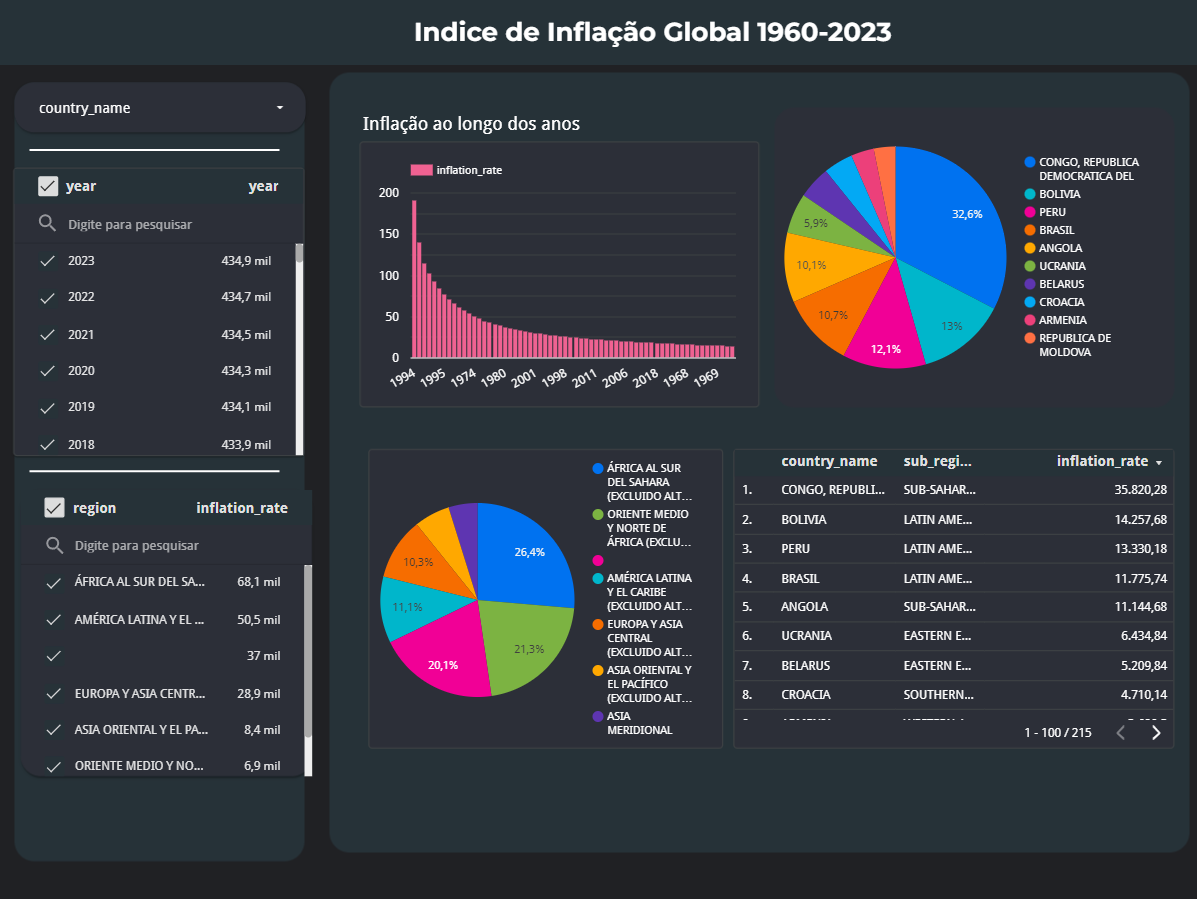 Indice de Inflação Global 1960-2023
country_name
year year
Digite para pesquisar
2023 434,9 mil
2022 434,7 mil
2021 434,5 mil
2020 434,3 mil
2019 434,1 mil
2018 433,9 mil
region inflation_rate
Digite para pesquisar
ÁFRICA AL SUR DEL SA... 68,1 mil
AMÉRICA LATINA Y EL ... 50,5 mil
37 mil
EUROPA Y ASIA CENTR... 28,9 mil
ASIA ORIENTAL Y EL PA... 8,4 mil
ORIENTE MEDIO Y NO... 6,9 mil
Inflação ao longo dos anos
inflation_rate
200
150
100
50
0
1994 1995 1974 1980 2001 1998 2011 2006 2018 1968 1969
32,6%
13%
12,1%
10,7%
10,1%
5,9%
CONGO, REPUBLICA
DEMOCRATICA DEL
BOLIVIA
PERU
BRASIL
ANGOLA
UCRANIA
BELARUS
CROACIA
ARMENIA
REPUBLICA DE
MOLDOVA
26,4%
21,3%
20,1%
11,1%
10,3%
ÁFRICA AL SUR
DEL SAHARA
(EXCLUIDO ALT...
ORIENTE MEDIO
Y NORTE DE
ÁFRICA (EXCLU...
AMÉRICA LATINA
Y EL CARIBE
(EXCLUIDO ALT...
EUROPA Y ASIA
CENTRAL
(EXCLUIDO ALT...
ASIA ORIENTAL Y
EL PACÍFICO
(EXCLUIDO ALT...
ASIA
MERIDIONAL
country_name sub_regi... inflation_rate
1. CONGO, REPUBLI... SUB-SAHAR... 35.820,28
2. BOLIVIA LATIN AME... 14.257,68
3. PERU LATIN AME... 13.330,18
4. BRASIL LATIN AME... 11.775,74
5. ANGOLA SUB-SAHAR... 11.144,68
6. UCRANIA EASTERN E... 6.434,84
7. BELARUS EASTERN E... 5.209,84
8. CROACIA SOUTHERN... 4.710,14
1 - 100 / 215